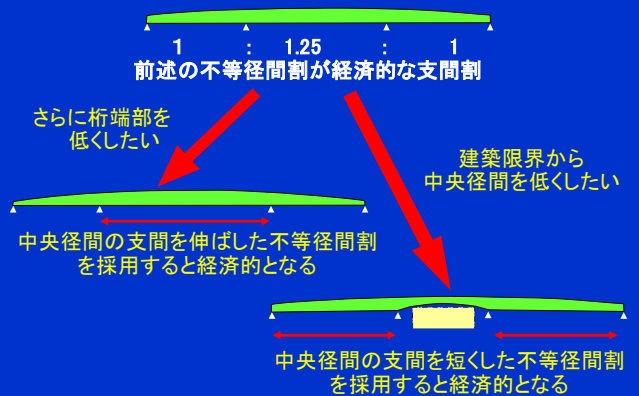 1 : 1.25 : 1
前述の不等径間割が経済的な支間割
さらに桁端部を
低くしたい
建築限界から
中央径間を低くしたい
中央径間の支間を伸ばした不等径間割
を採用すると経済的となる
中央径間の支間を短くした不等径間割
を採用すると経済的となる